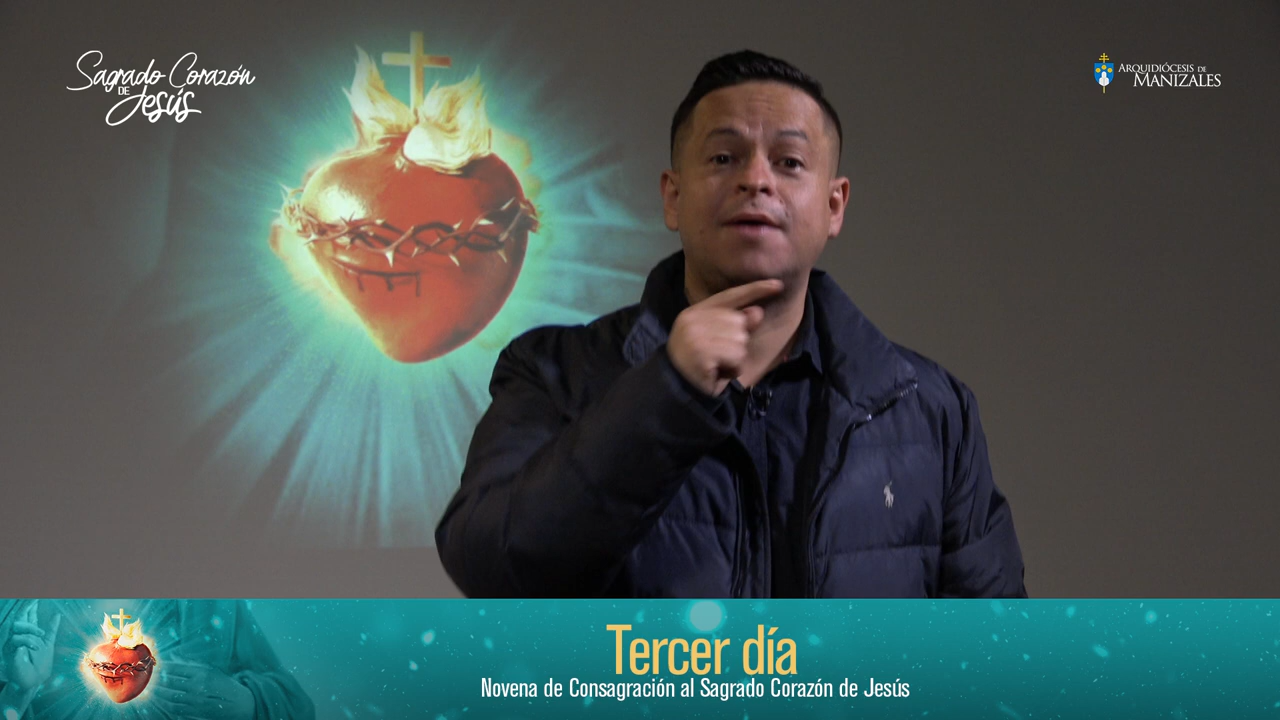 Sagrado Corazón
DE
Jesús
ARQUIDIÓCESIS DE
MANIZALES
Tercer día
Novena de Consagración al Sagrado Corazón de Jesús